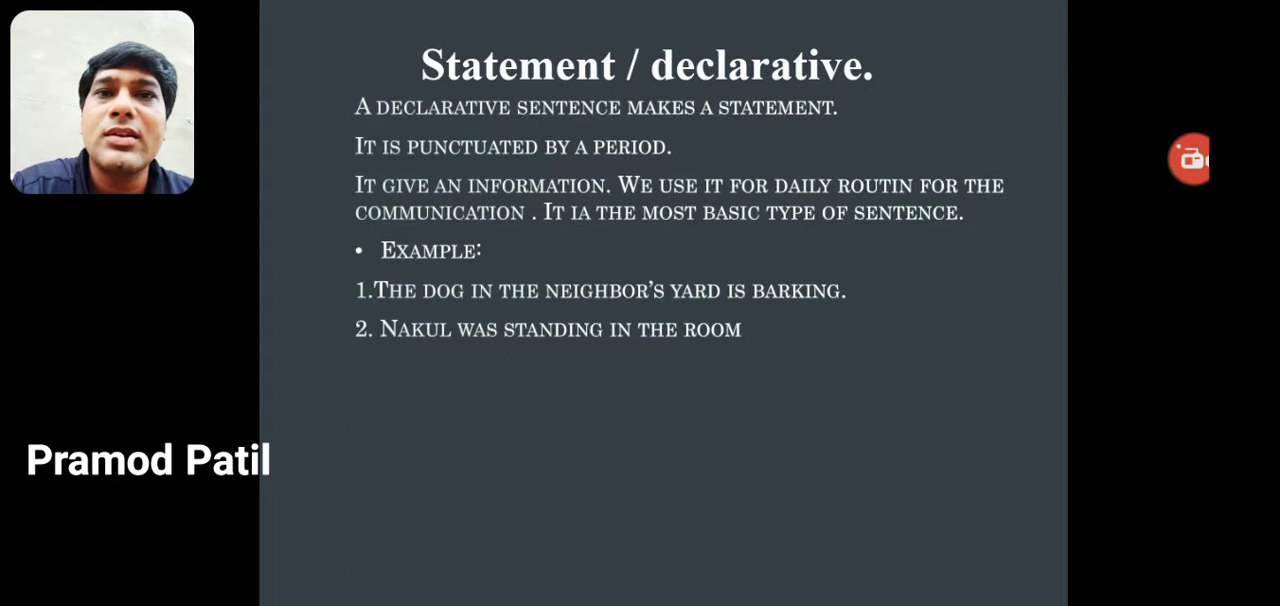 Statement / declarative.
A declarative sentence makes a statement.
It is punctuated by a period.
It give an information. We use it for daily routin for the
communication . It ia the most basic type of sentence.
• Example:
1.The dog in the neighbor’s yard is barking.
2. Nakul was standing in the room
Pramod Patil